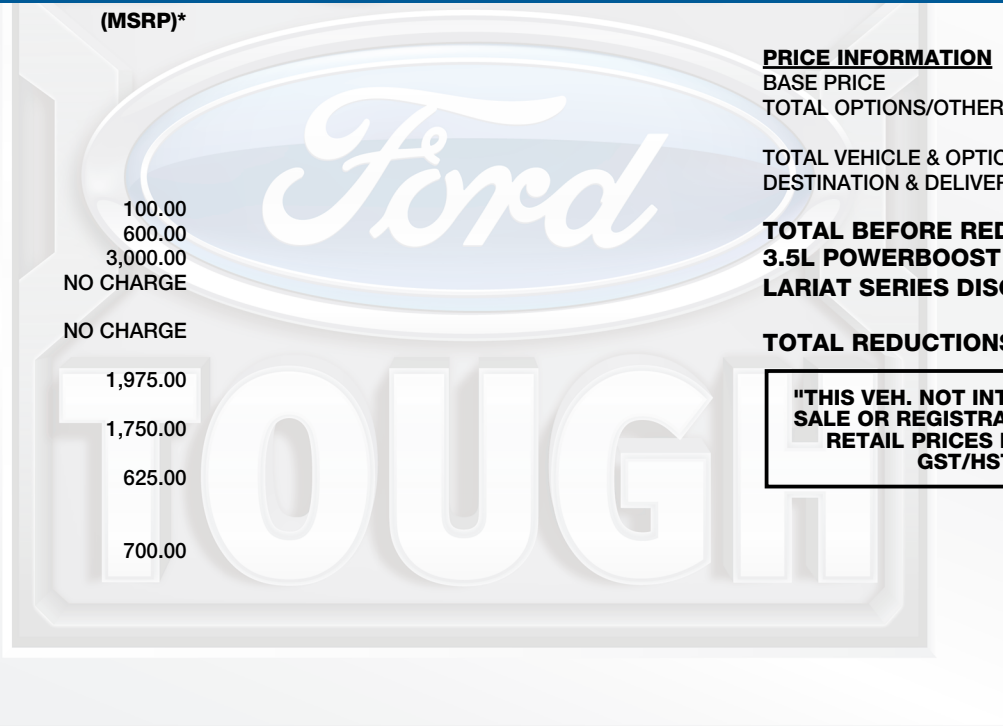 (MSRP)*
100.00
600.00
3,000.00
NO CHARGE
NO CHARGE
1,975.00
1,750.00
625.00
700.00
Ford
TOUGH
PRICE INFORMATION
BASE PRICE
TOTAL OPTIONS/OTHER
TOTAL VEHICLE & OPTIO
DESTINATION & DELIVER
TOTAL BEFORE RED
3.5L POWERBOOST
LARIAT SERIES DISC
TOTAL REDUCTIONS
"THIS VEH. NOT INT
SALE OR REGISTRA
RETAIL PRICES
GST/HST